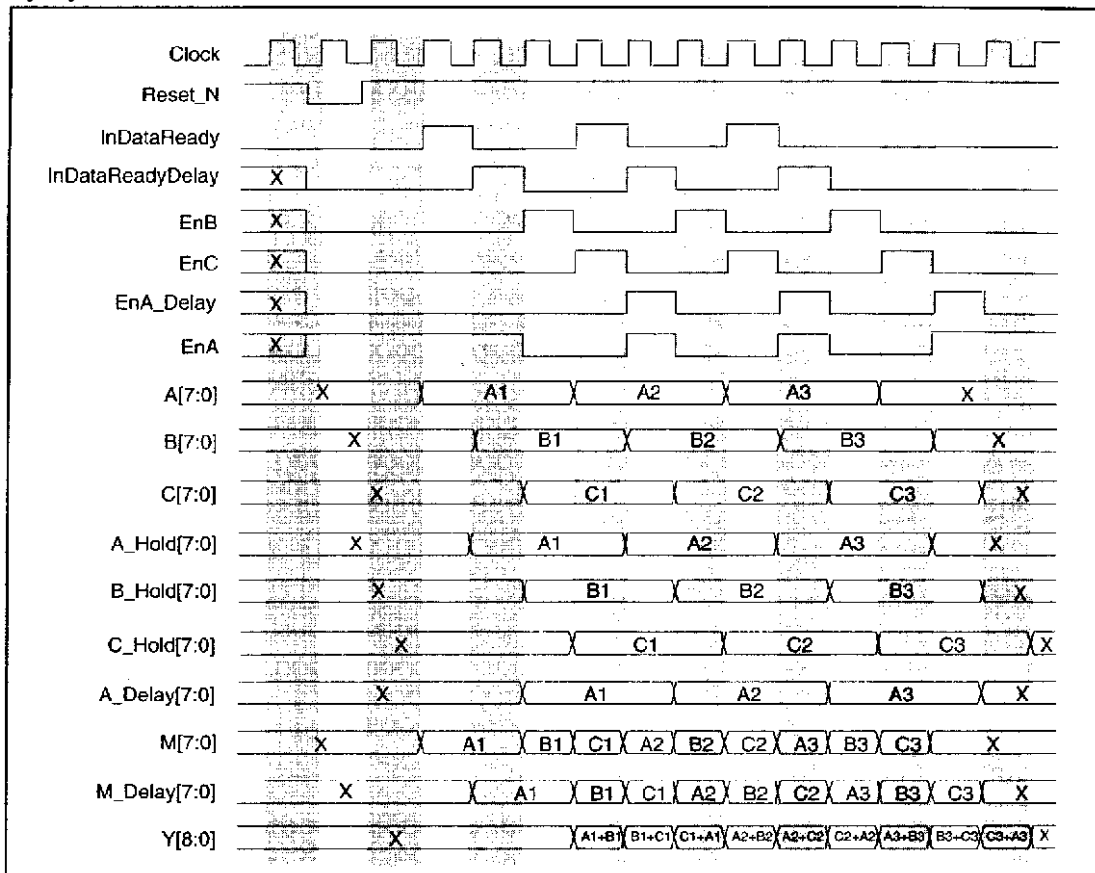 Clock
Reset_N
InDataReady
InDataReadyDelay X
EnB X
EnC X
EnA_Delay X
EnA X
A[7:0] X A1 A2 A3 X
B[7:0] X B1 B2 B3 X
C[7:0] X C1 C2 C3 X
A_Hold[7:0] X A1 A2 A3 X
B_Hold[7:0] X B1 B2 B3 X
C_Hold[7:0] X C1 C2 C3 X
A_Delay[7:0] X A1 A2 A3 X
M[7:0] X A1 B1 C1 A2 B2 C2 A3 B3 C3 X
M_Delay[7:0] X A1 B1 C1 A2 B2 C2 A3 B3 C3 X
Y[8:0] X A1+B1 B1+C1 C1+A1 A2+B2 A2+C2 C2+A2 A3+B3 B3+C3 C3+A3 X